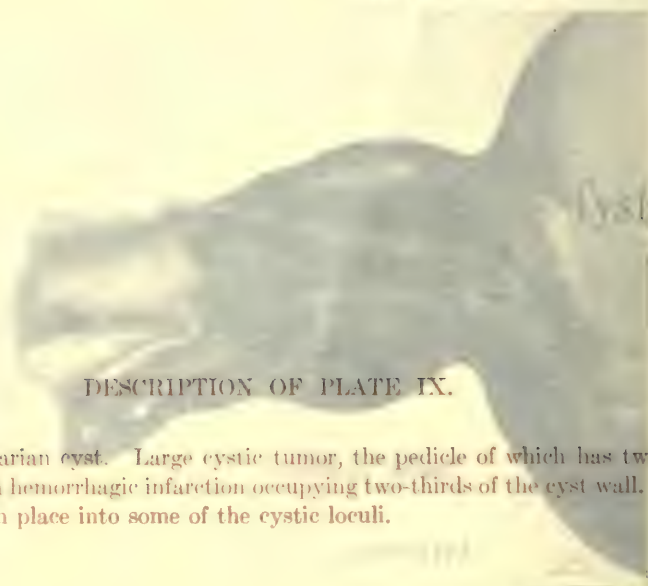 Cyst
DESCRIPTION OF PLATE IX.
arian cyst. Large cystic tumor, the pedicle of which has tw
hemorrhagic infarction occupying two-thirds of the cyst wall.
place into some of the cystic loculi.